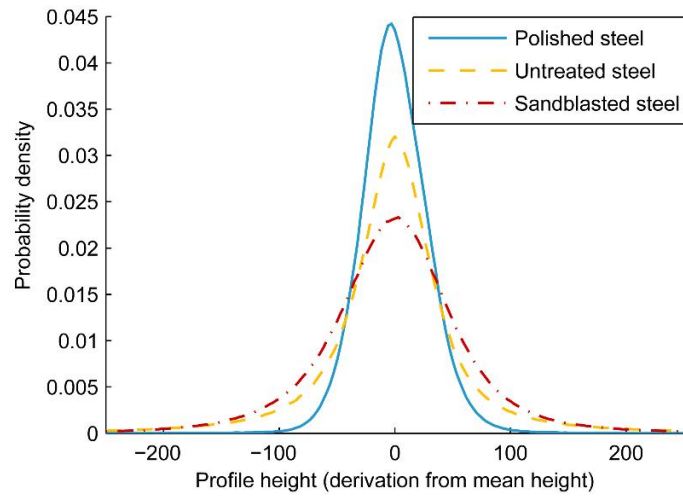 0.045
0.04
0.035
0.03
0.025
0.02
0.015
0.01
0.005
0
Probability density
Polished steel
Untreated steel
Sandblasted steel
−200 −100 0 100 200
Profile height (derivation from mean height)